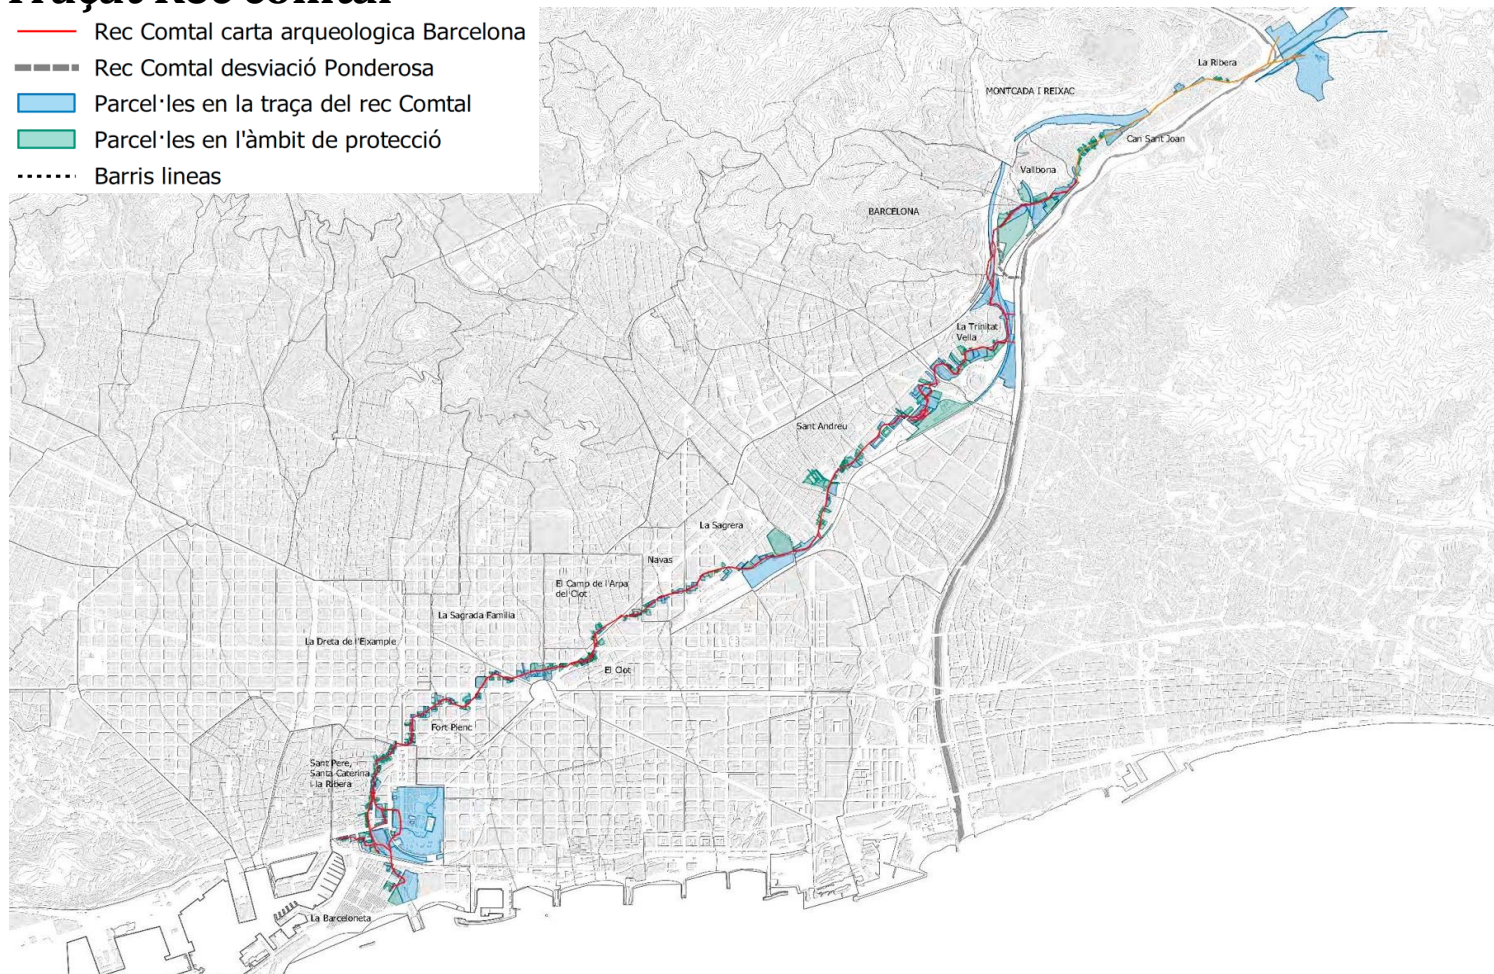 Traçat Rec comtal
Rec Comtal carta arqueologica Barcelona
Rec Comtal desviació Ponderosa
Parcel·les en la traça del rec Comtal
Parcel·les en l'àmbit de protecció
Barris lineas
La Ribera
MONTCADA I REIXAC
Can Sant Joan
Vallbona
BARCELONA
La Trinitat
Vella
Sant Andreu
La Sagrera
Navas
El Camp de l'Arpa
del Clot
La Sagrada Família
La Dreta de l'Eixample
El Clot
Fort Pienc
Sant Pere,
Santa Caterina
i la Ribera
La Barceloneta